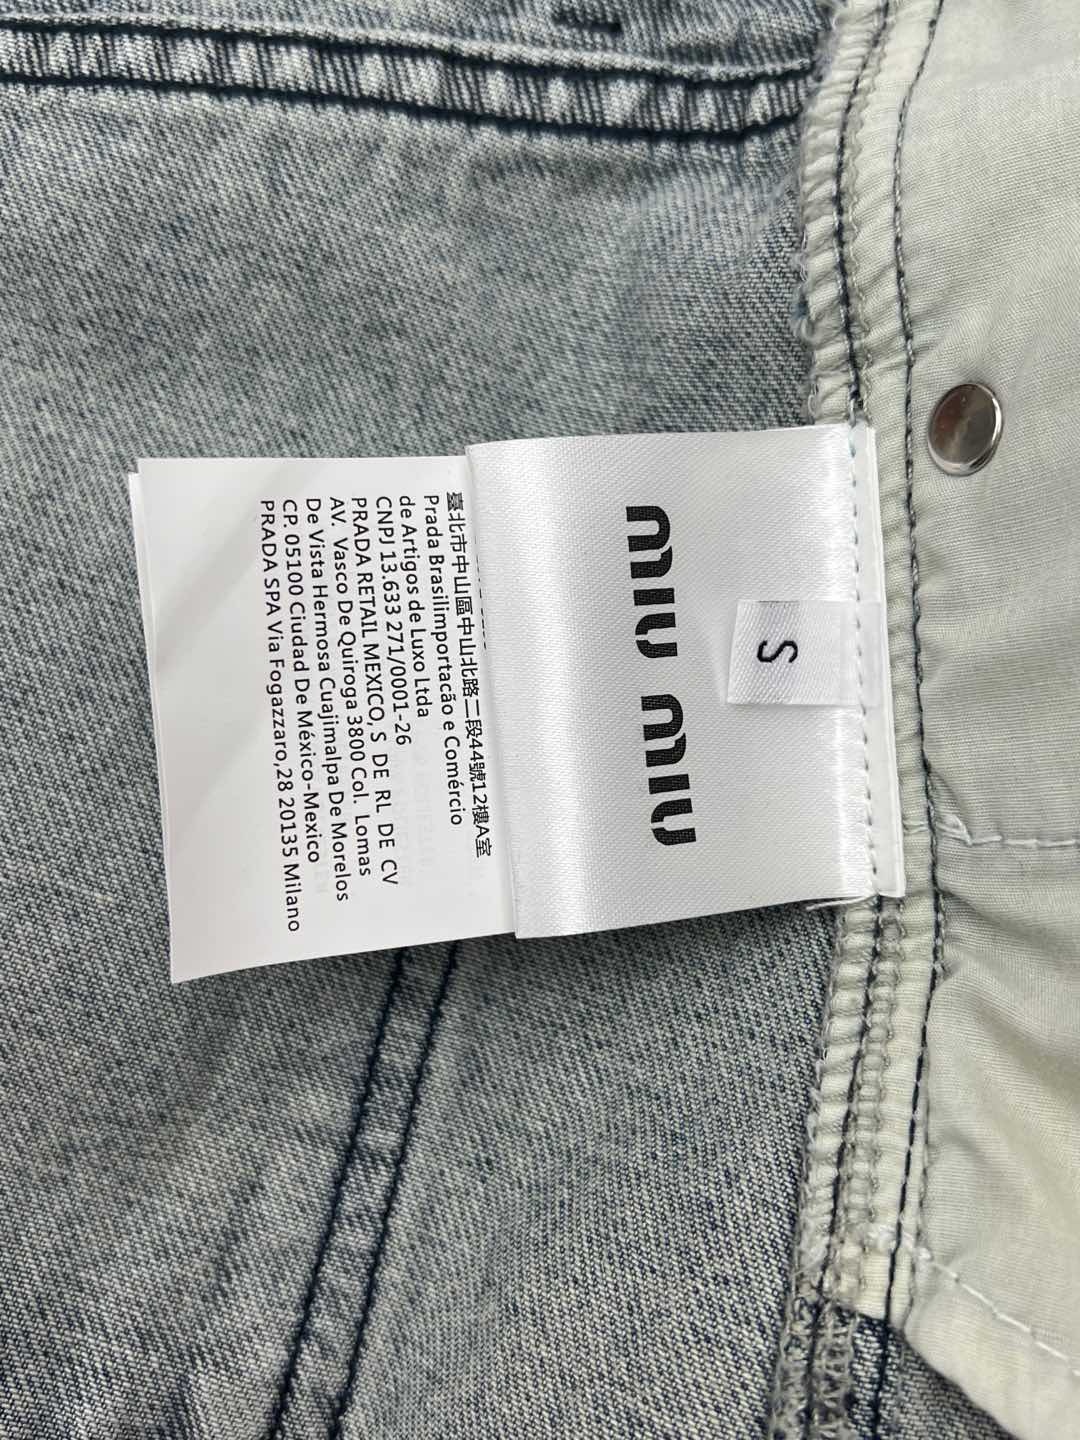 miu miu
S
臺北市中山區中山北路二段44號12樓A室
Prada Brasilimportacão e Comércio
de Artigos de Luxo Ltda
CNPJ 13.633 271/0001-26
PRADA RETAIL MEXICO, S DE RL DE CV
AV. Vasco De Quiroga 3800 Col. Lomas
De Vista Hermosa Cuajimalpa De Morelos
CP. 05100 Ciudad De México-Mexico
PRADA SPA Via Fogazzaro,28 20135 Milano